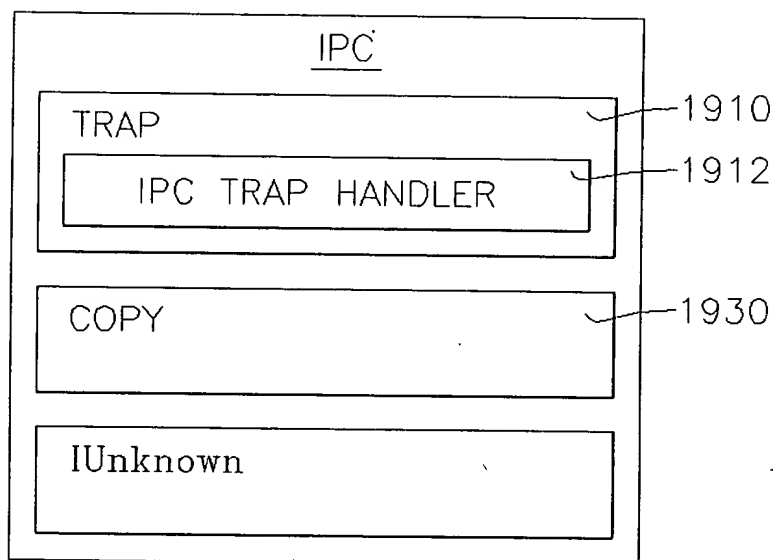 IPC
TRAP
1910
IPC TRAP HANDLER
1912
COPY
1930
IUnknown